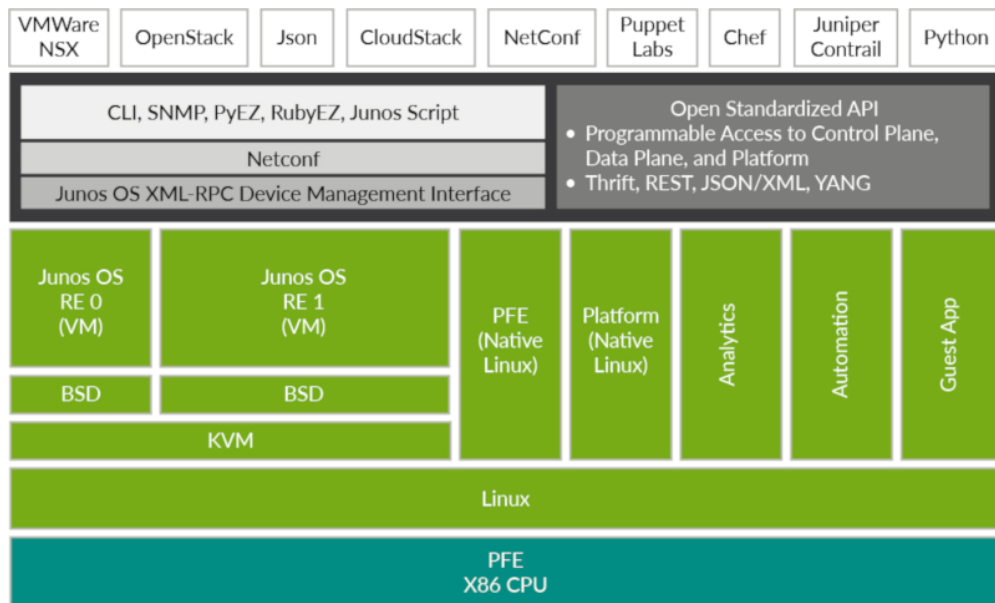 VMWare
NSX
OpenStack
Json
CloudStack
NetConf
Puppet
Labs
Chef
Juniper
Contrail
Python
CLI, SNMP, PyEZ, RubyEZ, Junos Script
Netconf
Junos OS XML-RPC Device Management Interface
Open Standardized API
• Programmable Access to Control Plane,
Data Plane, and Platform
• Thrift, REST, JSON/XML, YANG
Junos OS
RE 0
(VM)
Junos OS
RE 1
(VM)
BSD
BSD
KVM
PFE
(Native
Linux)
Platform
(Native
Linux)
Analytics
Automation
Guest App
Linux
PFE
X86 CPU